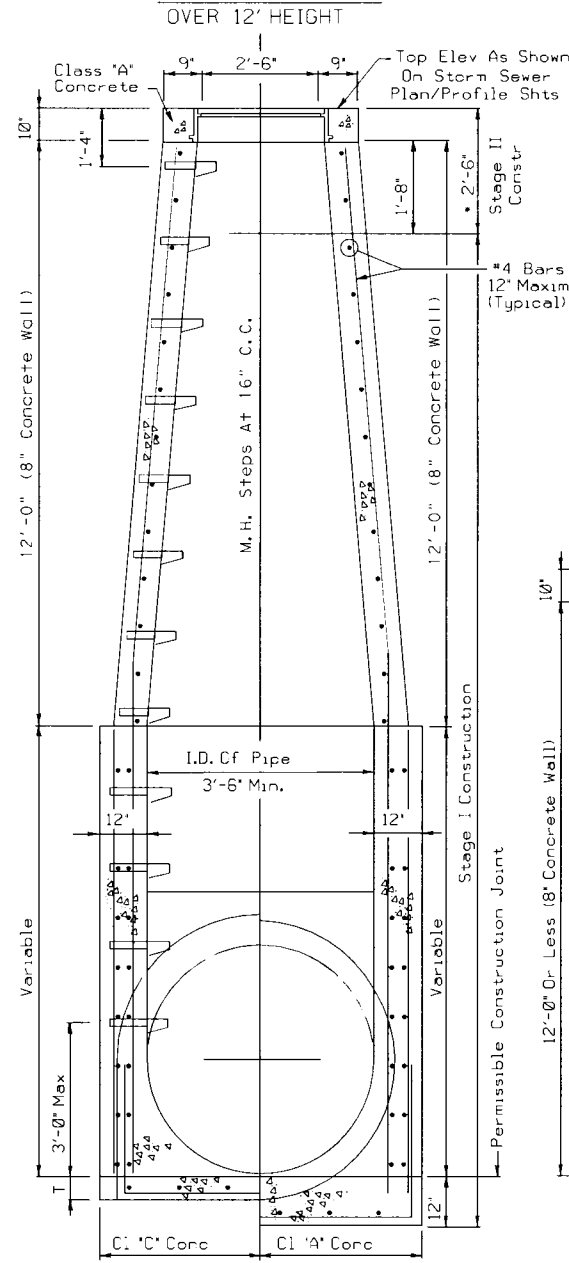 OVER 12' HEIGHT
9"
2'-6"
9"
Class "A"
Concrete
Top Elev As Shown
On Storm Sewer
Plan/Profile Shts
10"
1'-4"
1'-8"
* 2'-6"
Stage II
Constr
#4 Bars
12" Maxim
(Typical)
12'-0" (8" Concrete Wall)
M.H. Steps At 16" C.C.
12'-0" (8" Concrete Wall)
10"
I.D. Of Pipe
3'-6" Min.
12"
12"
Stage I Construction
Permissible Construction Joint
12'-0" Or Less (8" Concrete Wall)
Variable
Variable
3'-0" Max
T
12"
Cl "C" Conc
Cl "A" Conc